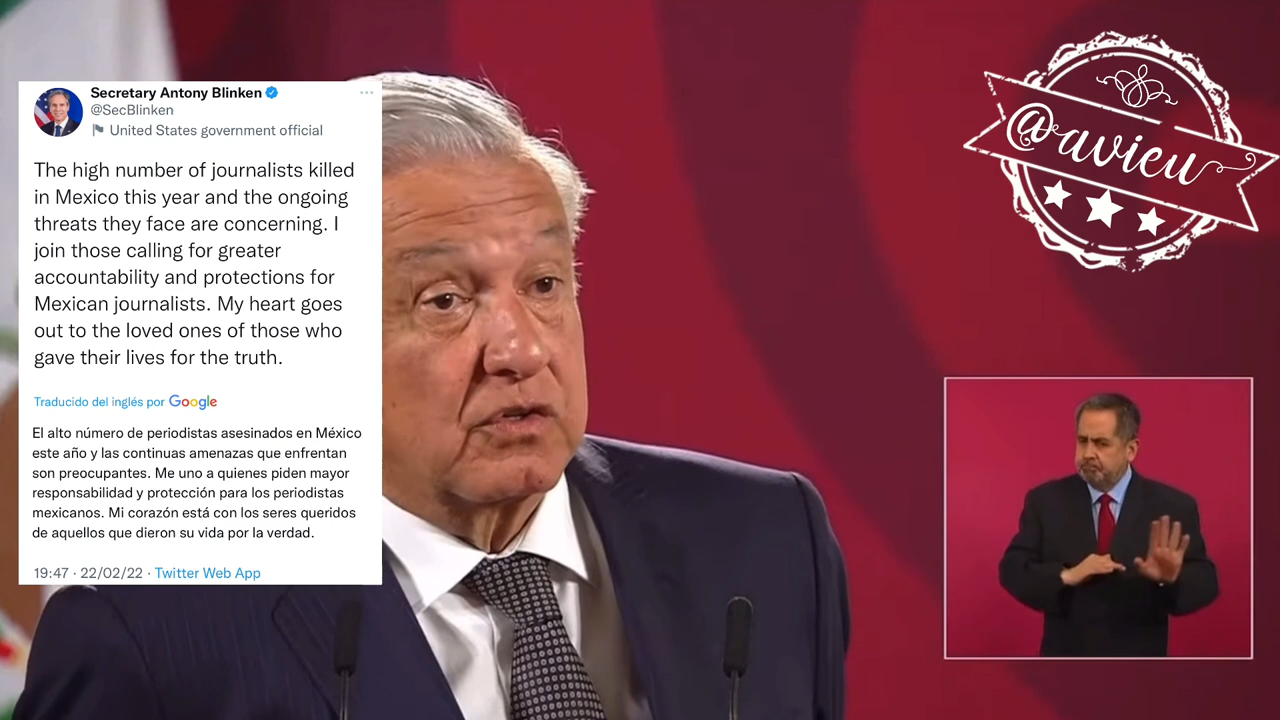 Secretary Antony Blinken
@SecBlinken
United States government official
The high number of journalists killed
in Mexico this year and the ongoing
threats they face are concerning. I
join those calling for greater
accountability and protections for
Mexican journalists. My heart goes
out to the loved ones of those who
gave their lives for the truth.
Traducido del inglés por Google
El alto número de periodistas asesinados en México
este año y las continuas amenazas que enfrentan
son preocupantes. Me uno a quienes piden mayor
responsabilidad y protección para los periodistas
mexicanos. Mi corazón está con los seres queridos
de aquellos que dieron su vida por la verdad.
19:47 · 22/02/22 · Twitter Web App
@avieu